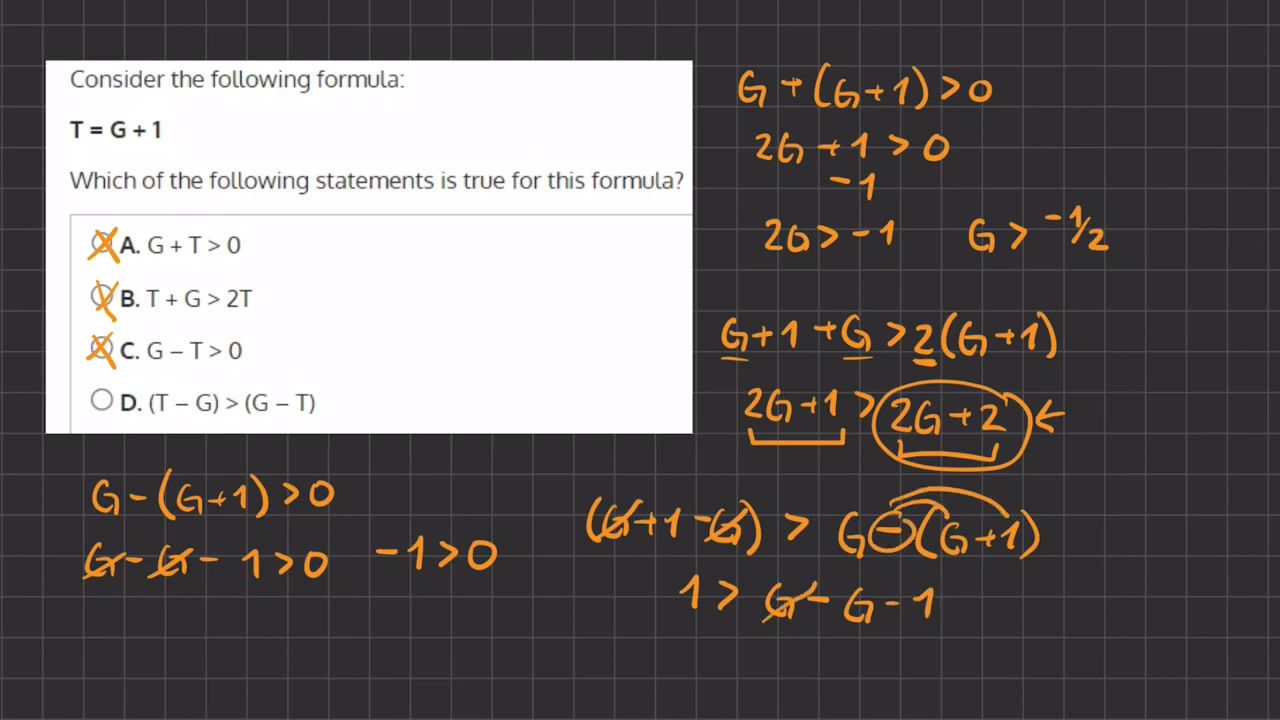 Consider the following formula:
T = G + 1
Which of the following statements is true for this formula?
A. G + T > 0
B. T + G > 2T
C. G – T > 0
D. (T – G) > (G – T)
G + (G+1) > 0
2G + 1 > 0
-1
2G > -1 G > -1/2
G+1 +G > 2(G+1)
2G+1 > 2G+2
G-(G+1) > 0
G-G-1 > 0 -1 > 0
(G+1-G) > G-(G+1)
1 > G-G-1